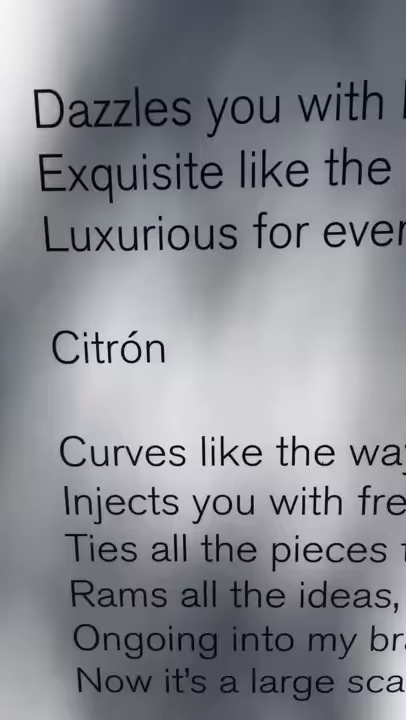 Dazzles you with
Exquisite like the
Luxurious for
Citrón
Curves like the
Injects you with
Ties all the pieces
Rams all the ideas,
Ongoing into my
Now it's a large